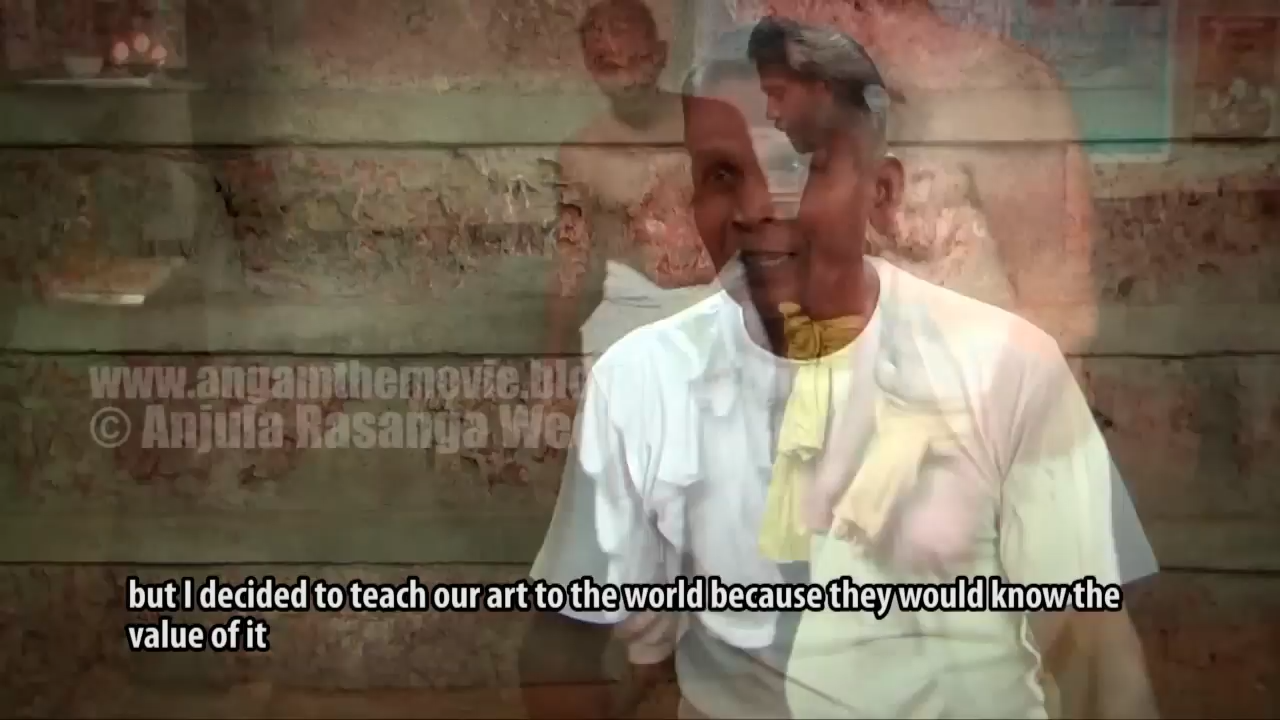 www.angamthemovie.blo
© Anjula Rasanga We
but I decided to teach our art to the world because they would know the
value of it